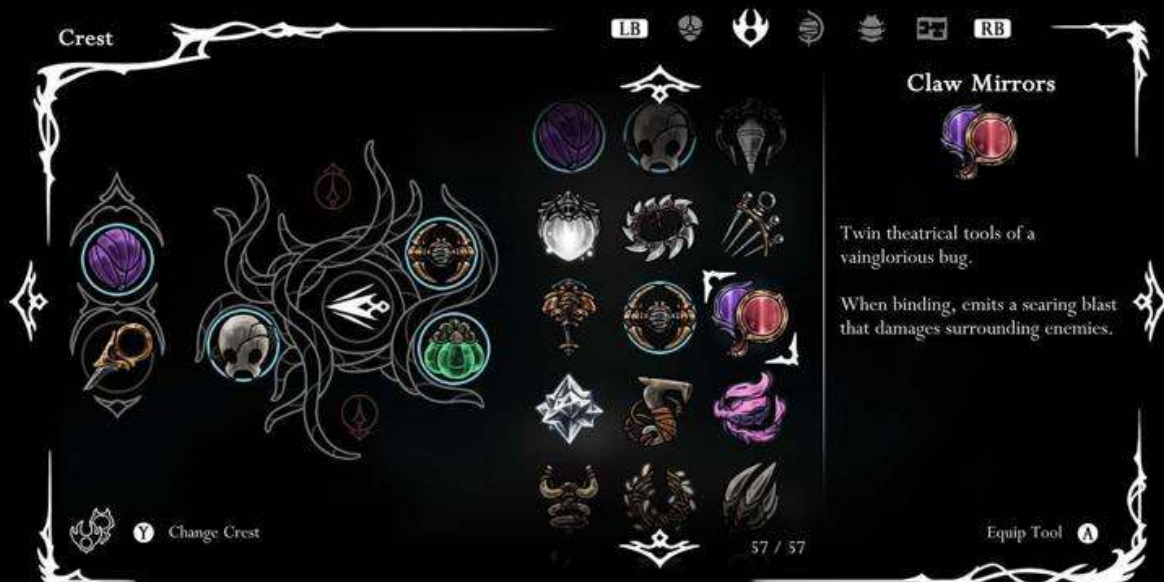 Crest
LB
RB
Claw Mirrors
Twin theatrical tools of a
vainglorious bug.
When binding, emits a searing blast
that damages surrounding enemies.
Y Change Crest
57 / 57
Equip Tool A